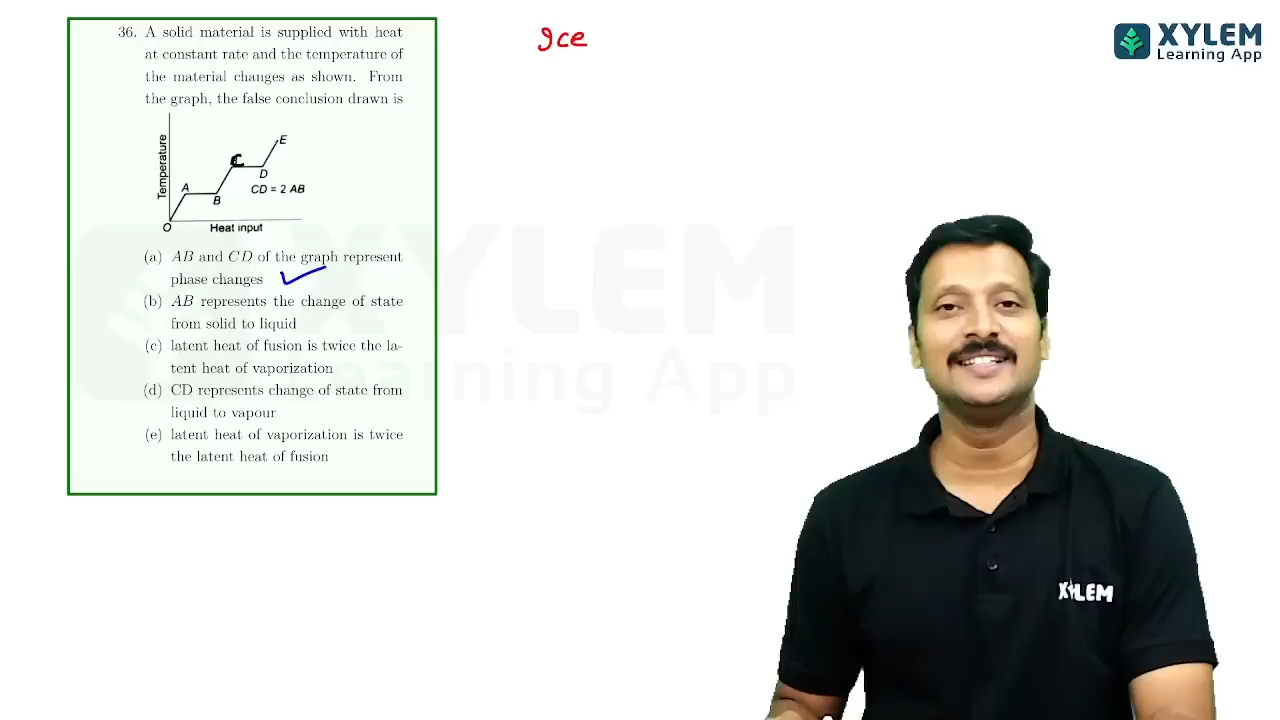 36. A solid material is supplied with heat
at constant rate and the temperature of
the material changes as shown. From
the graph, the false conclusion drawn is
Temperature
E
C
D
A
B
CD = 2 AB
O
Heat input
(a) AB and CD of the graph represent
phase changes
(b) AB represents the change of state
from solid to liquid
(c) latent heat of fusion is twice the la-
tent heat of vaporization
(d) CD represents change of state from
liquid to vapour
(e) latent heat of vaporization is twice
the latent heat of fusion
Ice
XYLEM
Learning App
XYLEM
Learning App
XYLEM